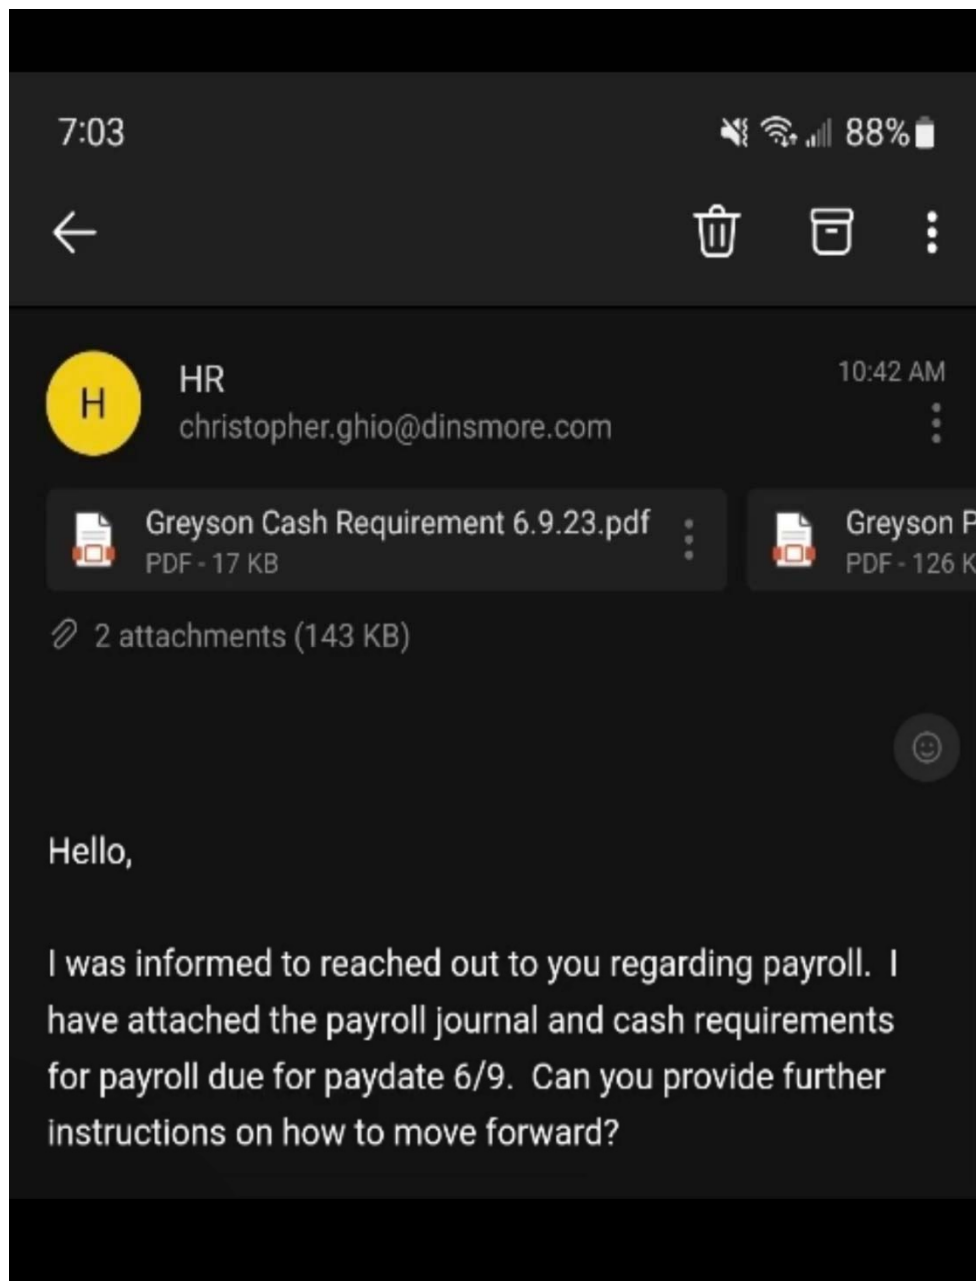 7:03
88%
H
HR
10:42 AM
christopher.ghio@dinsmore.com
Greyson Cash Requirement 6.9.23.pdf
PDF - 17 KB
Greyson P
PDF - 126 K
2 attachments (143 KB)
Hello,
I was informed to reached out to you regarding payroll.  I
have attached the payroll journal and cash requirements
for payroll due for paydate 6/9.  Can you provide further
instructions on how to move forward?